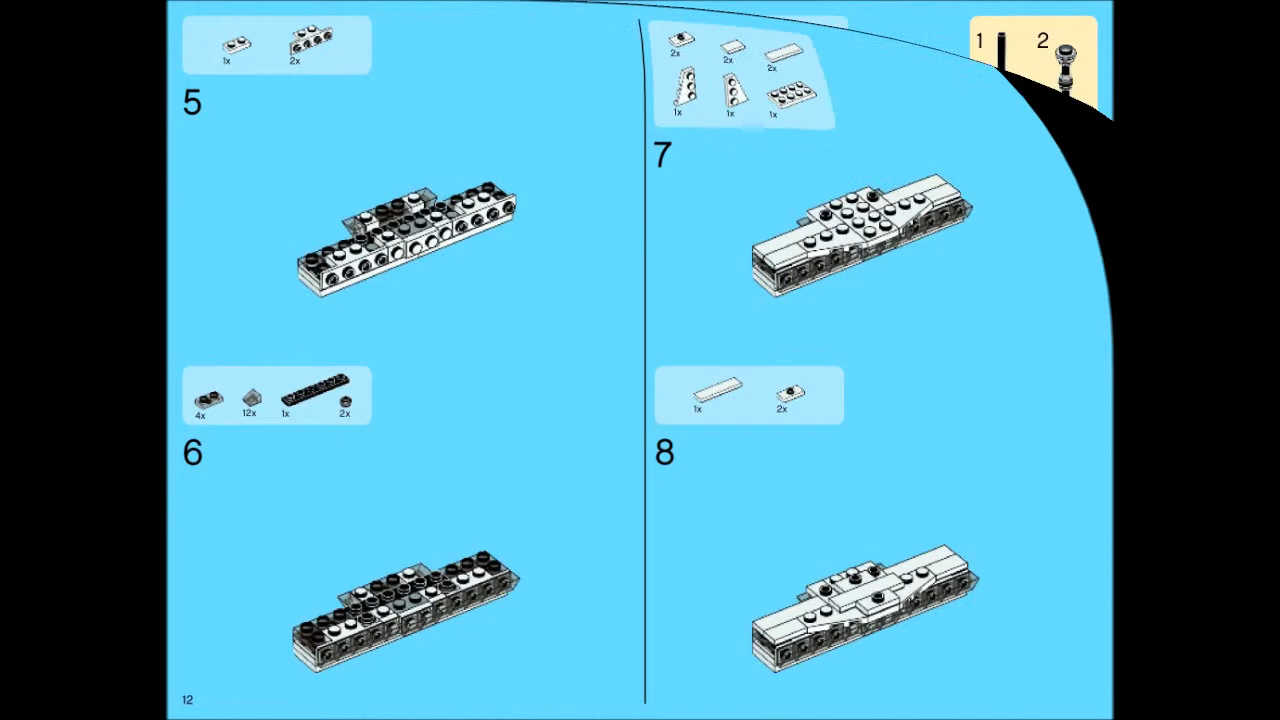 1x 2x
5
4x 12x 1x 2x
6
2x 2x 2x
1x 1x 1x
7
1x 2x
8
1 2
12